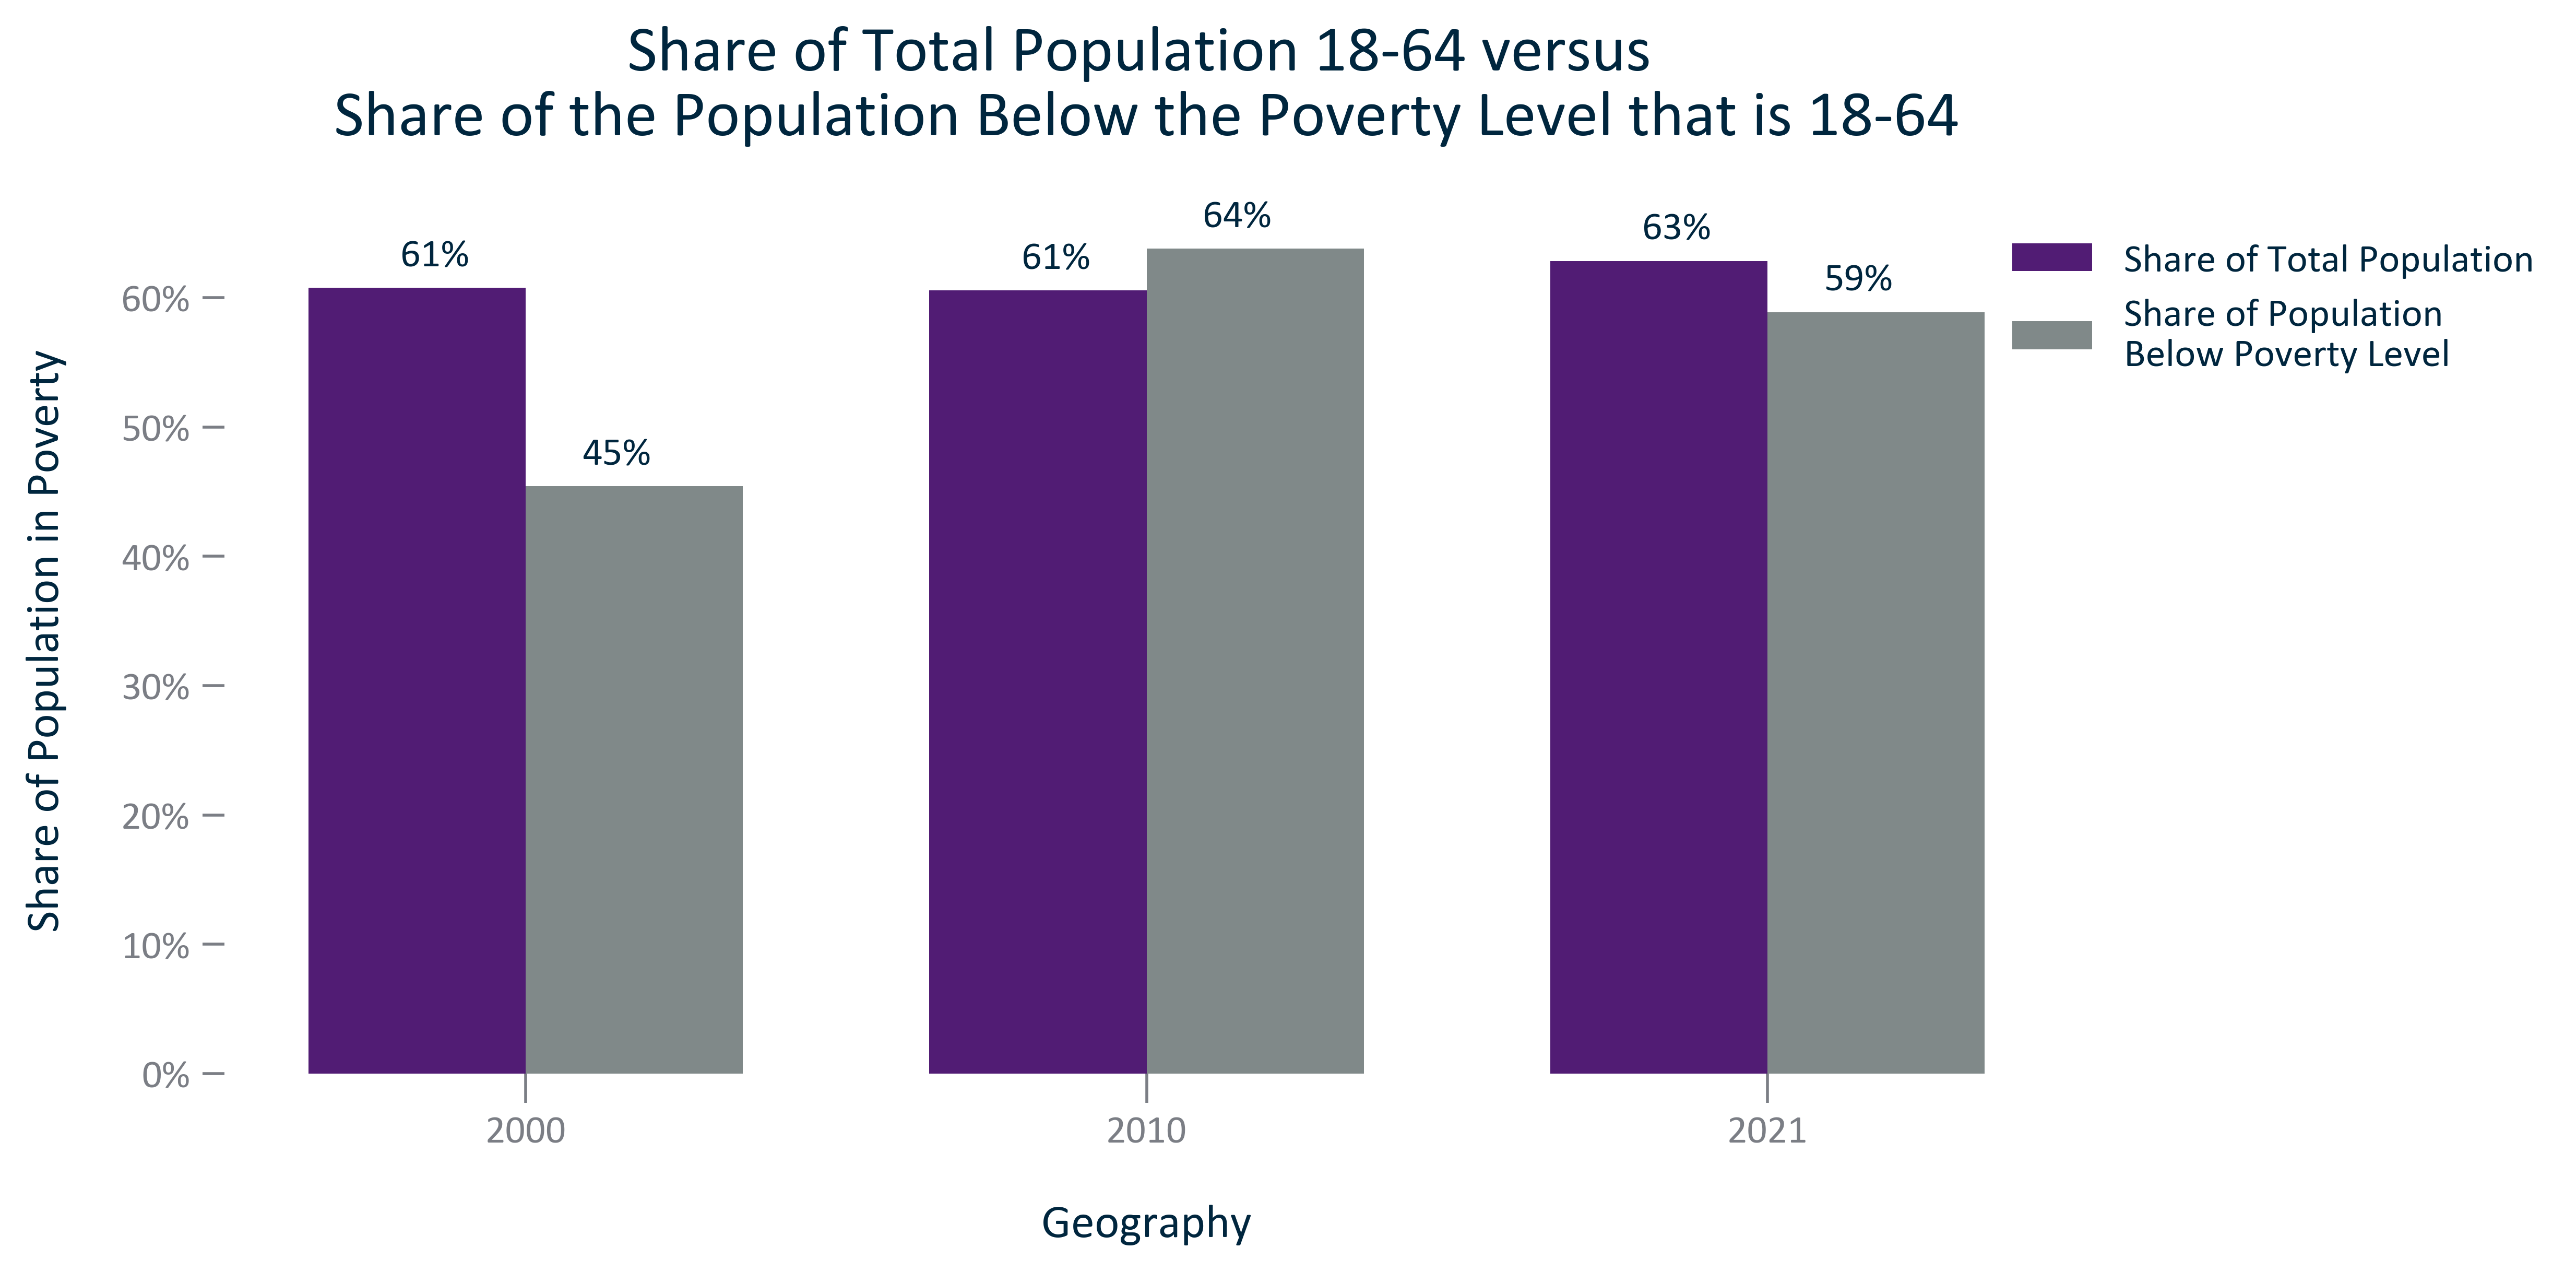 Share of Total Population 18-64 versus
Share of the Population Below the Poverty Level that is 18-64
Share of Population in Poverty
60%
50%
40%
30%
20%
10%
0%
61%
45%
61%
64%
63%
59%
2000
2010
2021
Geography
Share of Total Population
Share of Population
Below Poverty Level